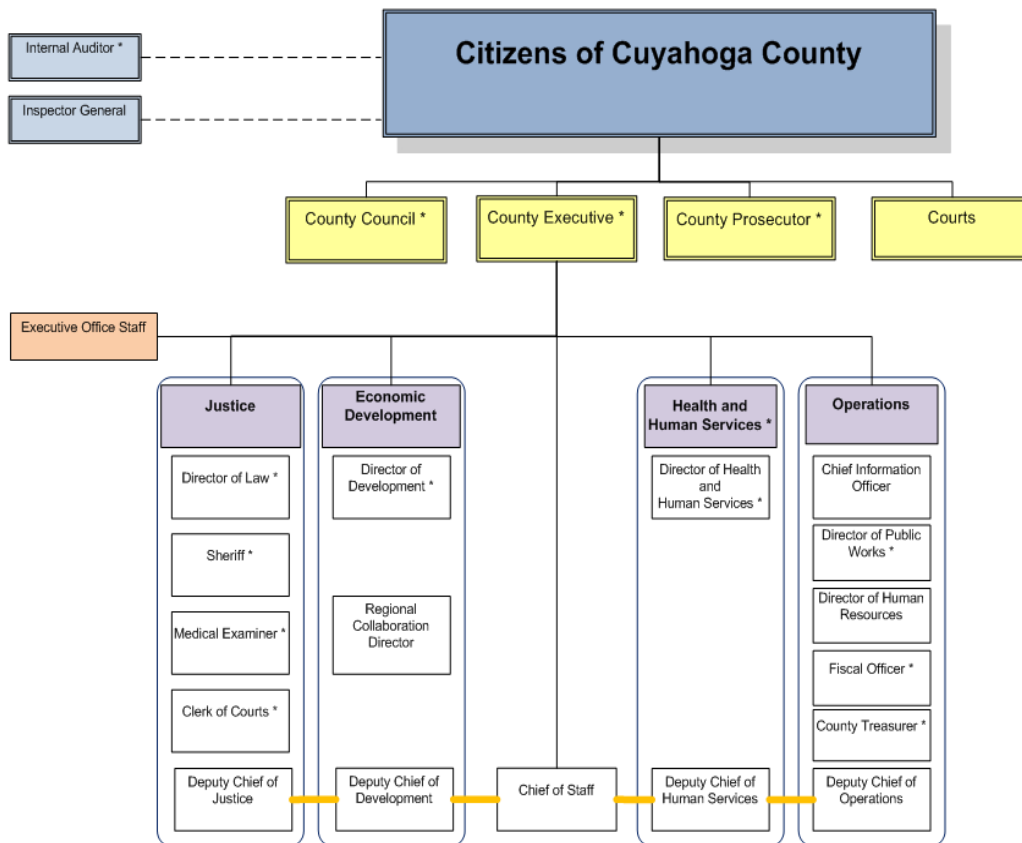 Internal Auditor *
Citizens of Cuyahoga County
Inspector General
County Council *
County Executive *
County Prosecutor *
Courts
Executive Office Staff
Justice
Economic
Development
Health and
Human Services *
Operations
Director of Law *
Director of
Development *
Director of Health
and
Human Services *
Chief Information
Officer
Sheriff *
Director of Public
Works *
Medical Examiner *
Regional
Collaboration
Director
Director of Human
Resources
Fiscal Officer *
Clerk of Courts *
County Treasurer *
Deputy Chief of
Justice
Deputy Chief of
Development
Chief of Staff
Deputy Chief of
Human Services
Deputy Chief of
Operations